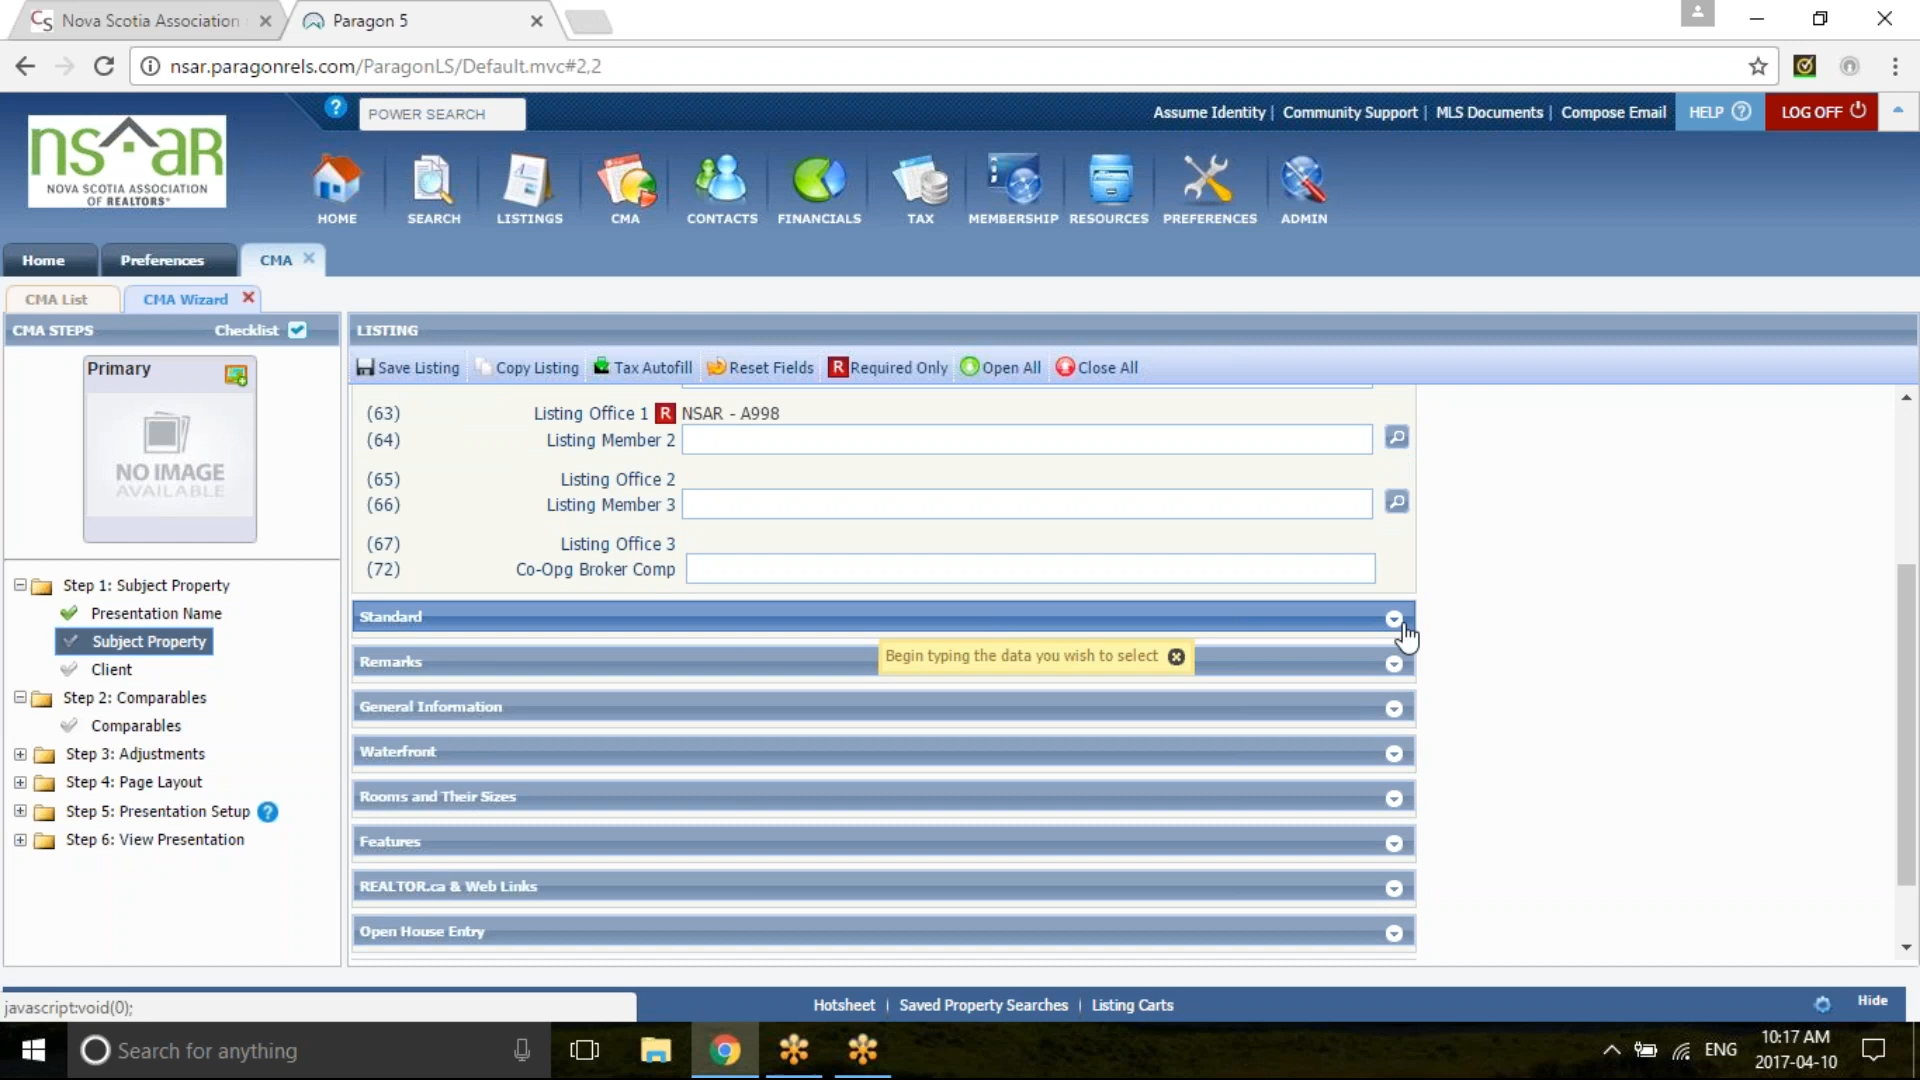 Nova Scotia Association
Paragon 5
nsar.paragonrels.com/ParagonLS/Default.mvc#2,2
POWER SEARCH
Assume Identity | Community Support | MLS Documents | Compose Email
HELP
LOG OFF
nsar
NOVA SCOTIA ASSOCIATION
OF REALTORS®
HOME
SEARCH
LISTINGS
CMA
CONTACTS
FINANCIALS
TAX
MEMBERSHIP
RESOURCES
PREFERENCES
ADMIN
Home
Preferences
CMA
CMA List
CMA Wizard
CMA STEPS
Checklist
Primary
NO IMAGE
AVAILABLE
Step 1: Subject Property
Presentation Name
Subject Property
Client
Step 2: Comparables
Comparables
Step 3: Adjustments
Step 4: Page Layout
Step 5: Presentation Setup
Step 6: View Presentation
LISTING
Save Listing
Copy Listing
Tax Autofill
Reset Fields
R Required Only
Open All
Close All
(63) Listing Office 1 R NSAR - A998
(64) Listing Member 2
(65) Listing Office 2
(66) Listing Member 3
(67) Listing Office 3
(72) Co-Opg Broker Comp
Standard
Begin typing the data you wish to select
Remarks
General Information
Waterfront
Rooms and Their Sizes
Features
REALTOR.ca & Web Links
Open House Entry
javascript:void(0);
Hotsheet | Saved Property Searches | Listing Carts
Hide
Search for anything
ENG
10:17 AM
2017-04-10